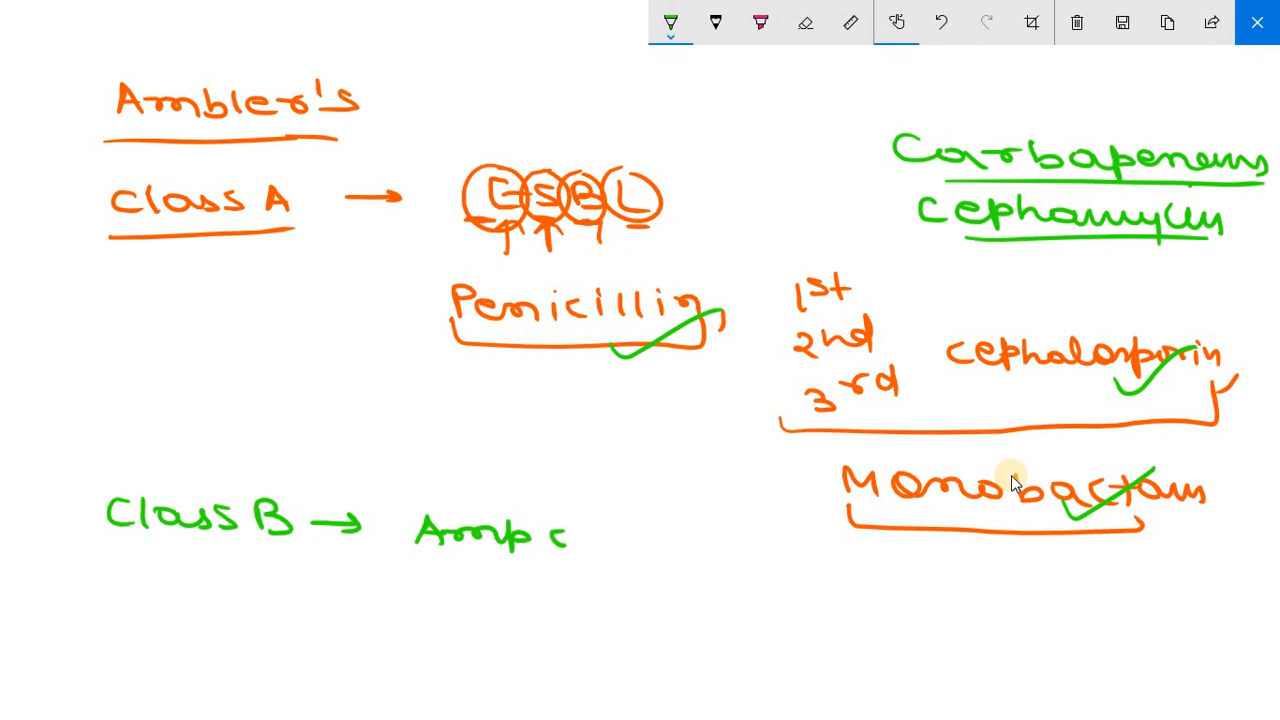 Ambler's
Class A → ESBL
Penicillin,
1st
2nd
3rd
cephalosporin
Monobactam
Carbapenems
cephamycin
Class B → Amp c